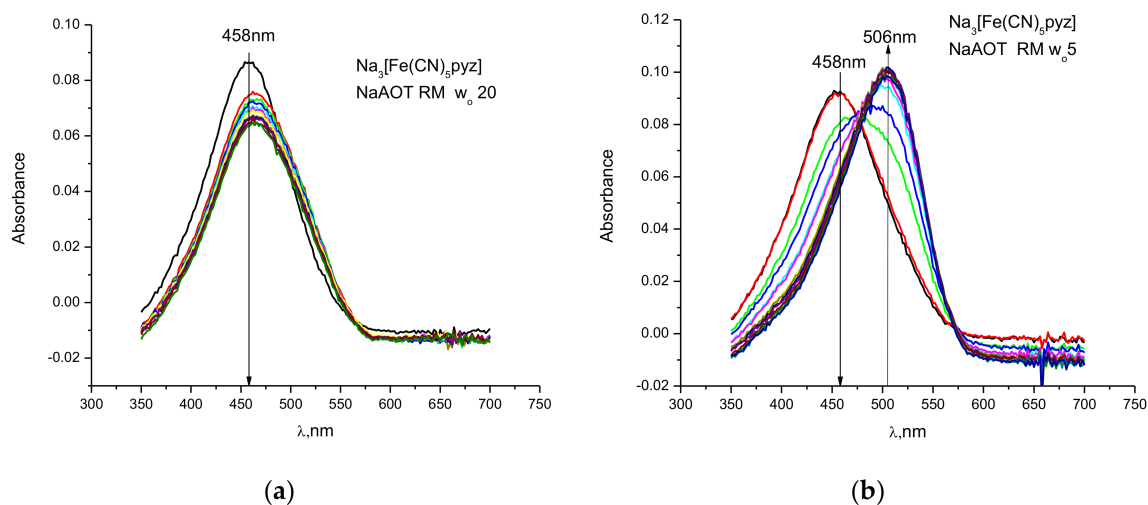 458nm
Na3[Fe(CN)5pyz]
NaAOT RM wo 20
0.10
0.08
0.06
0.04
0.02
0.00
-0.02
Absorbance
300 350 400 450 500 550 600 650 700 750
λ,nm
(a)
506nm
458nm
Na3[Fe(CN)5pyz]
NaAOT RM wo5
0.12
0.10
0.08
0.06
0.04
0.02
0.00
-0.02
Absorbance
300 350 400 450 500 550 600 650 700 750
λ,nm
(b)